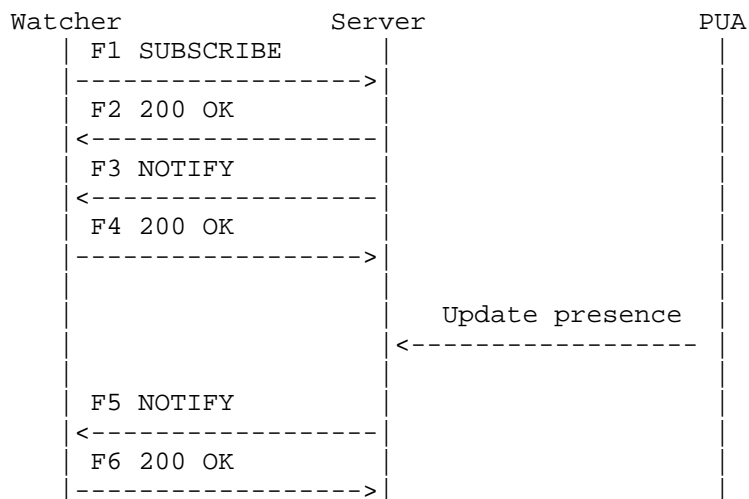 Watcher Server PUA
F1 SUBSCRIBE
F2 200 OK
F3 NOTIFY
F4 200 OK
Update presence
F5 NOTIFY
F6 200 OK